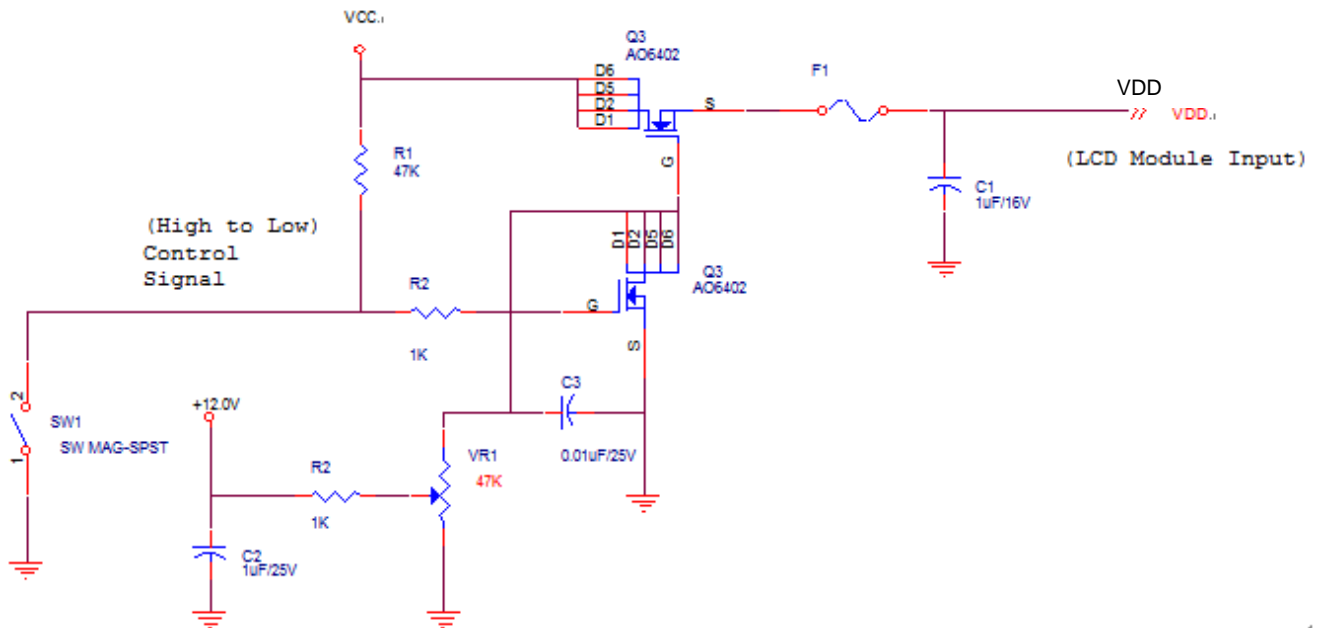 VCC.
Q3
AO6402
D6
D5
D2
D1
S
G
F1
VDD
VDD.
(LCD Module Input)
R1
47K
C1
1uF/16V
(High to Low)
Control
Signal
D1
D2
D5
D6
Q3
AO6402
R2
1K
G
S
C3
0.01uF/25V
2
1
SW1
SW MAG-SPST
+12.0V
R2
1K
VR1
47K
C2
1uF/25V